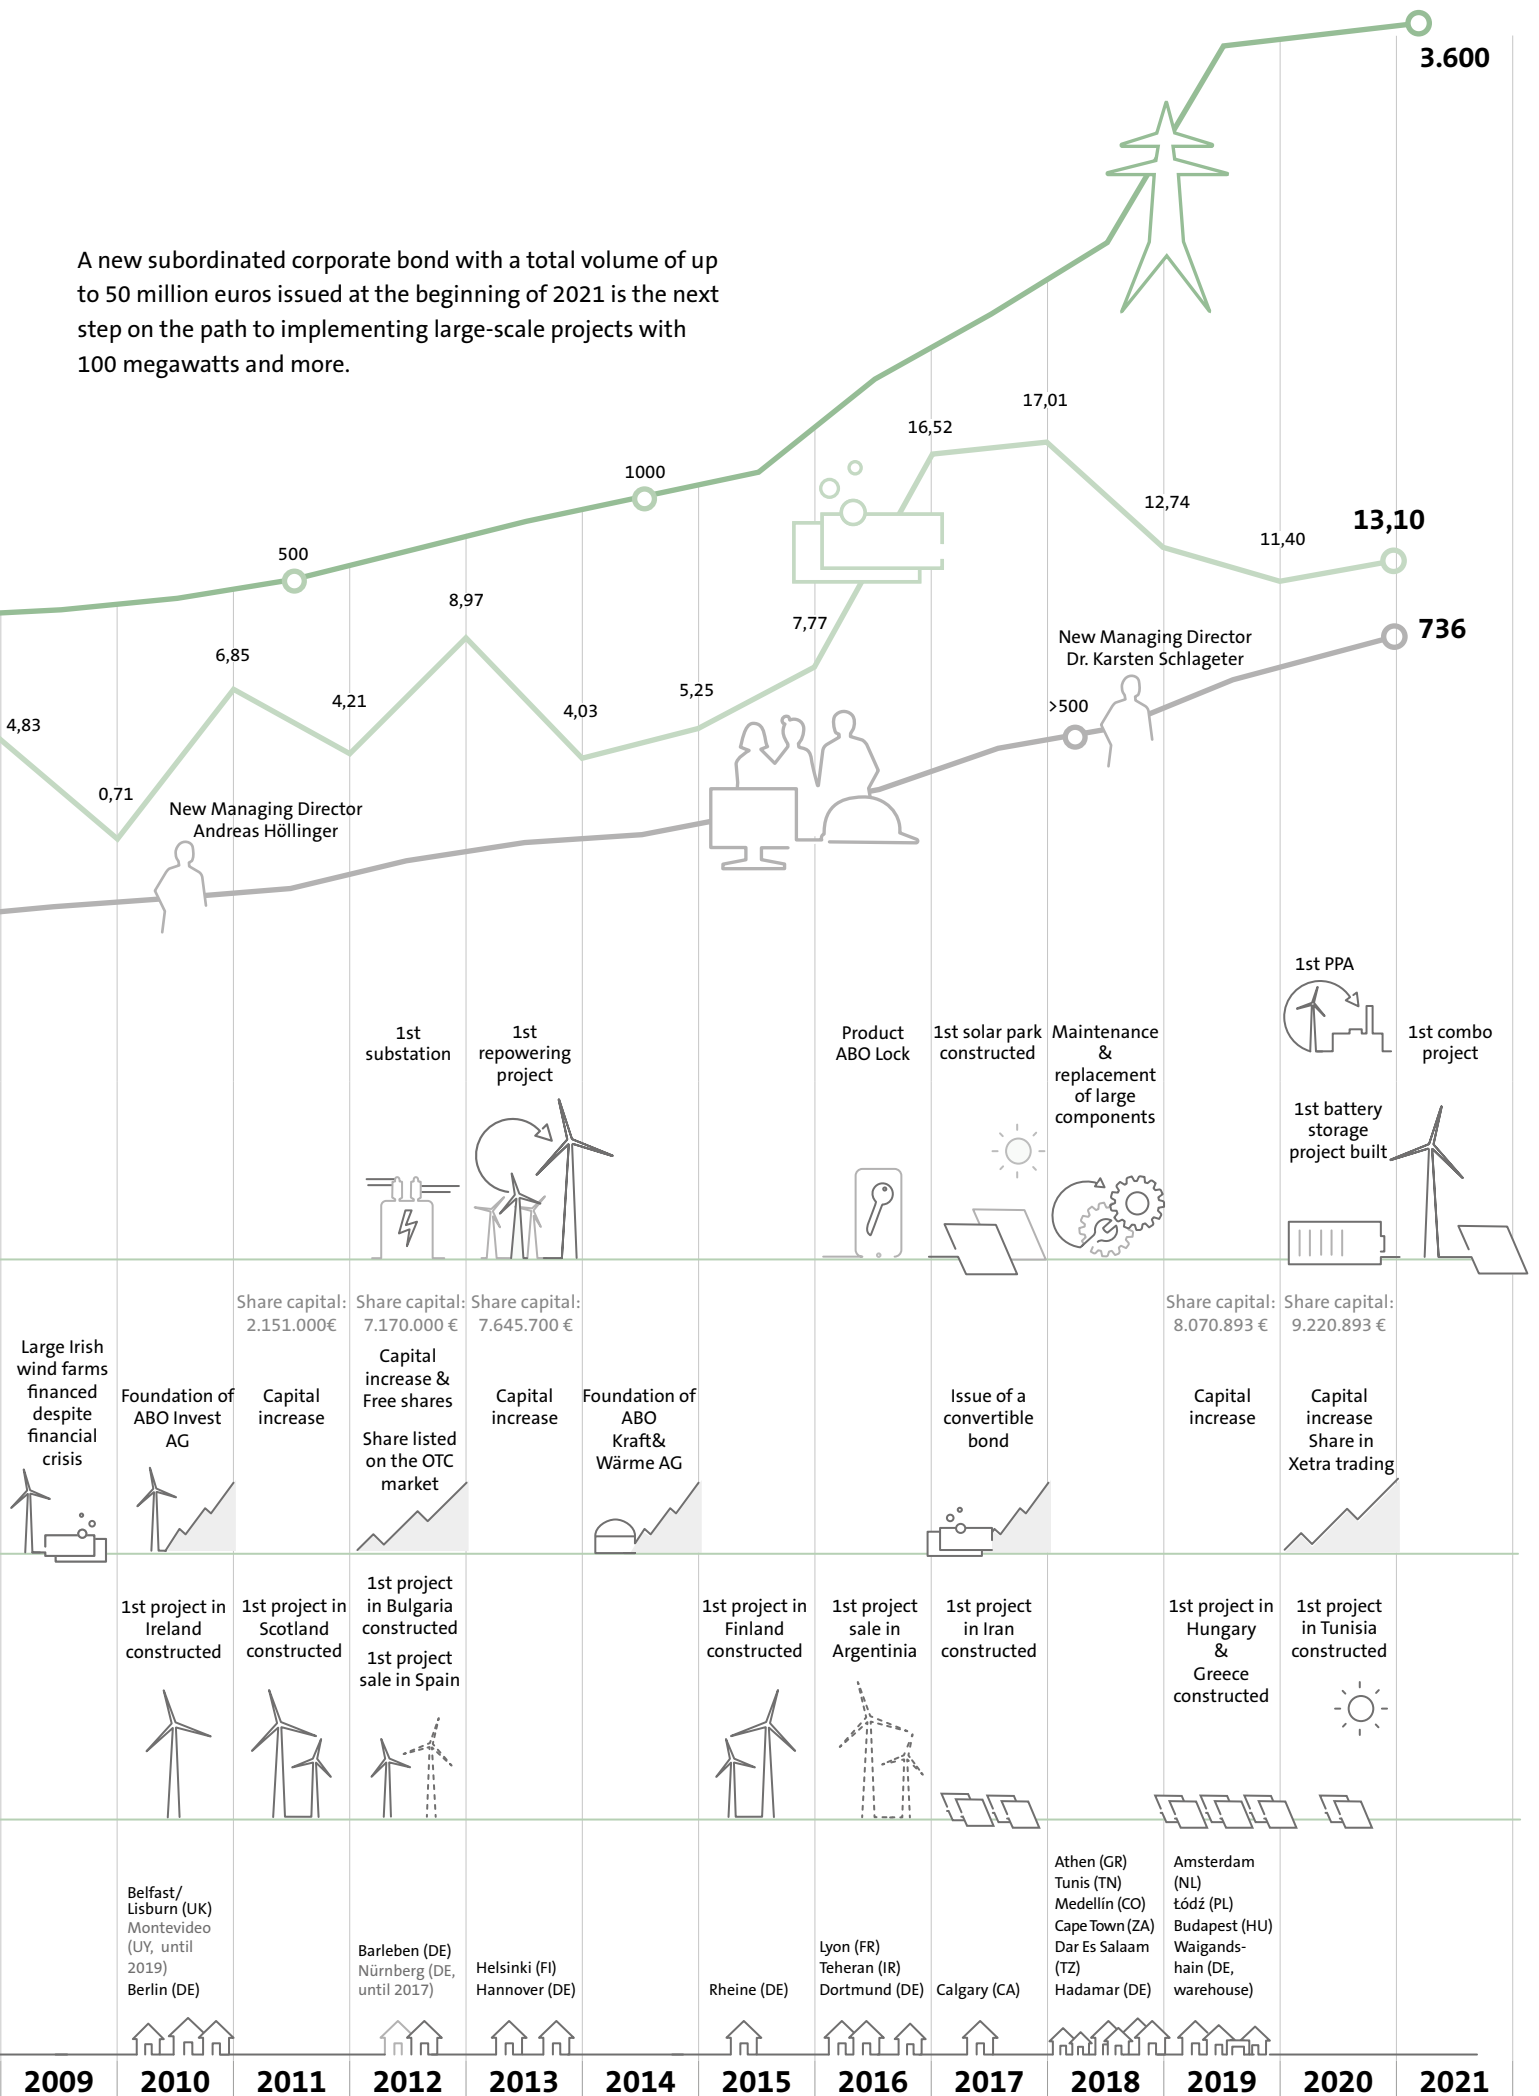 3.600
A new subordinated corporate bond with a total volume of up
to 50 million euros issued at the beginning of 2021 is the next
step on the path to implementing large-scale projects with
100 megawatts and more.
17,01
16,52
1000
12,74
13,10
11,40
500
8,97
7,77
736
New Managing Director
Dr. Karsten Schlageter
6,85
5,25
4,21
4,03
>500
4,83
0,71
New Managing Director
Andreas Höllinger
1st
substation
1st
repowering
project
Product
ABO Lock
1st solar park
constructed
Maintenance
&
replacement
of large
components
1st PPA
1st battery
storage
project built
1st combo
project
Large Irish
wind farms
financed
despite
financial
crisis
Foundation of
ABO Invest
AG
Share capital:
2.151.000€
Capital
increase
Share capital:
7.170.000 €
Capital
increase &
Free shares
Share listed
on the OTC
market
Share capital:
7.645.700 €
Capital
increase
Foundation of
ABO
Kraft&
Wärme AG
Issue of a
convertible
bond
Share capital:
8.070.893 €
Capital
increase
Share capital:
9.220.893 €
Capital
increase
Share in
Xetra trading
1st project in
Ireland
constructed
1st project in
Scotland
constructed
1st project
in Bulgaria
constructed
1st project
sale in Spain
1st project in
Finland
constructed
1st project
sale in
Argentinia
1st project
in Iran
constructed
1st project in
Hungary
&
Greece
constructed
1st project
in Tunisia
constructed
Belfast/
Lisburn (UK)
Montevideo
(UY, until
2019)
Berlin (DE)
Barleben (DE)
Nürnberg (DE,
until 2017)
Helsinki (FI)
Hannover (DE)
Rheine (DE)
Lyon (FR)
Teheran (IR)
Dortmund (DE)
Calgary (CA)
Athen (GR)
Tunis (TN)
Medellín (CO)
Cape Town (ZA)
Dar Es Salaam
(TZ)
Hadamar (DE)
Amsterdam
(NL)
Łódź (PL)
Budapest (HU)
Waigands-
hain (DE,
warehouse)
2009
2010
2011
2012
2013
2014
2015
2016
2017
2018
2019
2020
2021